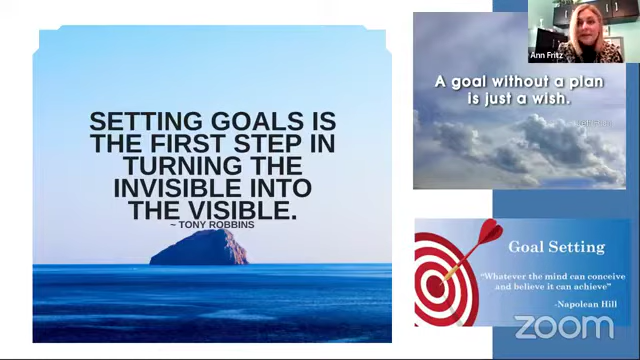 SETTING GOALS IS
THE FIRST STEP IN
TURNING THE
INVISIBLE INTO
THE VISIBLE.
~ TONY ROBBINS
Ann Fritz
A goal without a plan
is just a wish.
Goal Setting
“Whatever the mind can conceive
and believe it can achieve”
-Napolean Hill
zoom